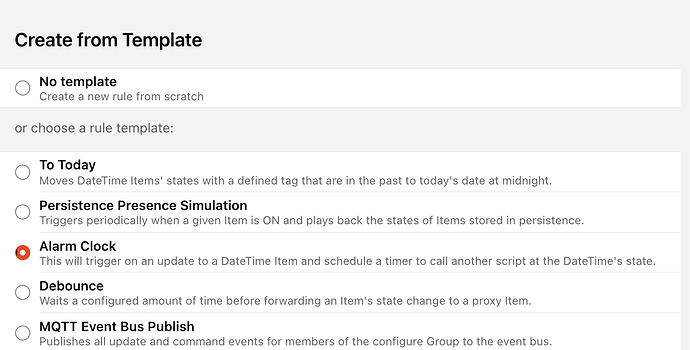 Create from Template
No template
Create a new rule from scratch
or choose a rule template:
To Today
Moves DateTime Items' states with a defined tag that are in the past to today's date at midnight.
Persistence Presence Simulation
Triggers periodically when a given Item is ON and plays back the states of Items stored in persistence.
Alarm Clock
This will trigger on an update to a DateTime Item and schedule a timer to call another script at the DateTime's state.
Debounce
Waits a configured amount of time before forwarding an Item's state change to a proxy Item.
MQTT Event Bus Publish
Publishes all update and command events for members of the configure Group to the event bus.